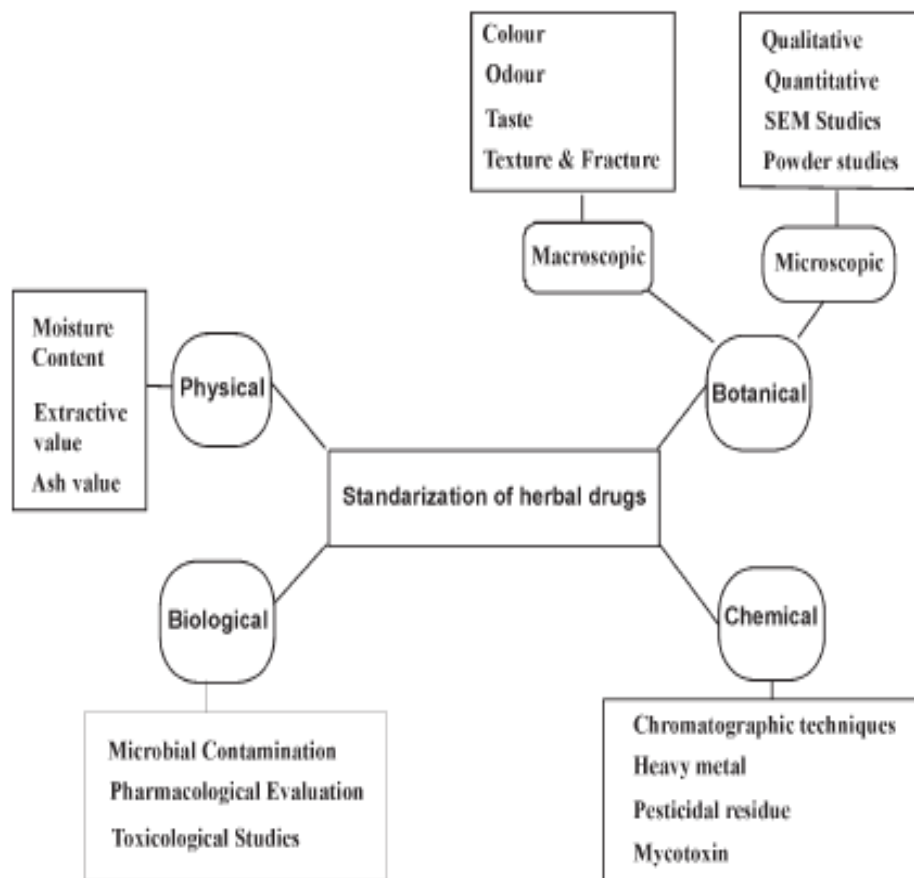 Colour
Odour
Taste
Texture & Fracture
Qualitative
Quantitative
SEM Studies
Powder studies
Macroscopic
Microscopic
Moisture
Content
Extractive
value
Ash value
Physical
Botanical
Standarization of herbal drugs
Biological
Chemical
Microbial Contamination
Pharmacological Evaluation
Toxicological Studies
Chromatographic techniques
Heavy metal
Pesticidal residue
Mycotoxin